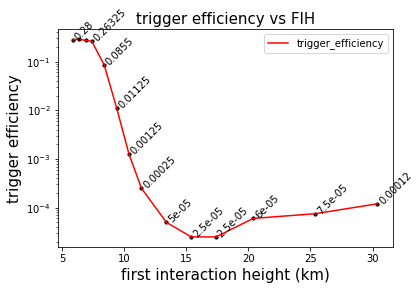 trigger efficiency vs FIH
trigger_efficiency
0.28
0.26325
0.0855
0.01125
0.00125
0.00025
5e-05
2.5e-05
2.5e-05
6e-05
7.5e-05
0.00012
10⁻¹
10⁻²
10⁻³
10⁻⁴
trigger efficiency
5 10 15 20 25 30
first interaction height (km)